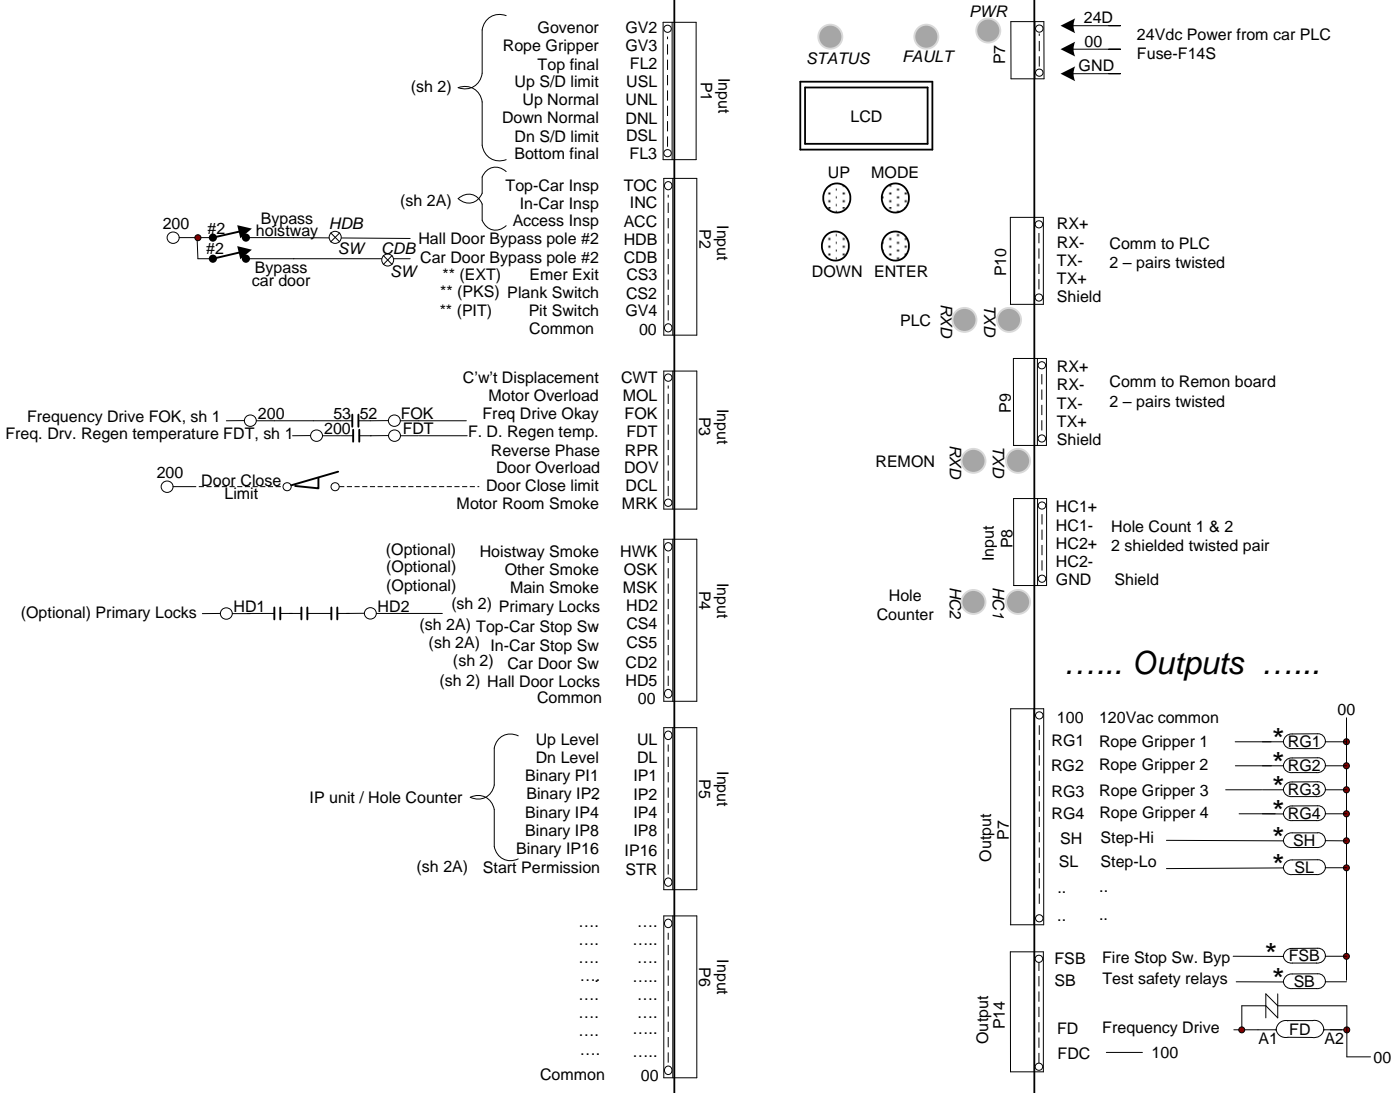 Govenor GV2
Rope Gripper GV3
Top final FL2
(sh 2) Up S/D limit USL
Up Normal UNL
Down Normal DNL
Dn S/D limit DSL
Bottom final FL3
Input
P1
Top-Car Insp TOC
(sh 2A) In-Car Insp INC
Access Insp ACC
200 #2 Bypass hoistway HDB SW Hall Door Bypass pole #2 HDB
#2 Bypass car door CDB SW Car Door Bypass pole #2 CDB
** (EXT) Emer Exit CS3
** (PKS) Plank Switch CS2
** (PIT) Pit Switch GV4
Common 00
Input
P2
C'w't Displacement CWT
Motor Overload MOL
Frequency Drive FOK, sh 1 200 53 52 FOK Freq Drive Okay FOK
Freq. Drv. Regen temperature FDT, sh 1 200 FDT F. D. Regen temp. FDT
Reverse Phase RPR
Door Overload DOV
200 Door Close Limit Door Close limit DCL
Motor Room Smoke MRK
Input
P3
(Optional) Hoistway Smoke HWK
(Optional) Other Smoke OSK
(Optional) Main Smoke MSK
(Optional) Primary Locks HD1 HD2 (sh 2) Primary Locks HD2
(sh 2A) Top-Car Stop Sw CS4
(sh 2A) In-Car Stop Sw CS5
(sh 2) Car Door Sw CD2
(sh 2) Hall Door Locks HD5
Common 00
Input
P4
Up Level UL
Dn Level DL
Binary PI1 IP1
IP unit / Hole Counter Binary IP2 IP2
Binary IP4 IP4
Binary IP8 IP8
Binary IP16 IP16
(sh 2A) Start Permission STR
Input
P5
.... ....
.... .....
.... .....
.... .....
.... .....
.... .....
.... .....
.... .....
Common 00
Input
P6
STATUS
FAULT
PWR
LCD
UP MODE
DOWN ENTER
P7
24D
00
GND
24Vdc Power from car PLC
Fuse-F14S
P10
RX+
RX-
TX-
TX+
Shield
Comm to PLC
2 – pairs twisted
PLC RXD TXD
P9
RX+
RX-
TX-
TX+
Shield
Comm to Remon board
2 – pairs twisted
REMON RXD TXD
Input
P8
HC1+
HC1- Hole Count 1 & 2
HC2+ 2 shielded twisted pair
HC2-
GND Shield
Hole Counter HC2 HC1
...... Outputs ......
00
Output
P7
100 120Vac common
RG1 Rope Gripper 1 * RG1
RG2 Rope Gripper 2 * RG2
RG3 Rope Gripper 3 * RG3
RG4 Rope Gripper 4 * RG4
SH Step-Hi * SH
SL Step-Lo * SL
.. ..
.. ..
Output
P14
FSB Fire Stop Sw. Byp * FSB
SB Test safety relays * SB
FD Frequency Drive A1 FD A2
FDC 100
00